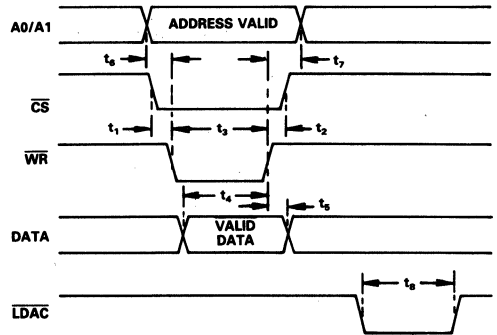 A0/A1
ADDRESS VALID
t6
t7
CS
t1
t3
t2
WR
t4
t5
DATA
VALID
DATA
LDAC
t8